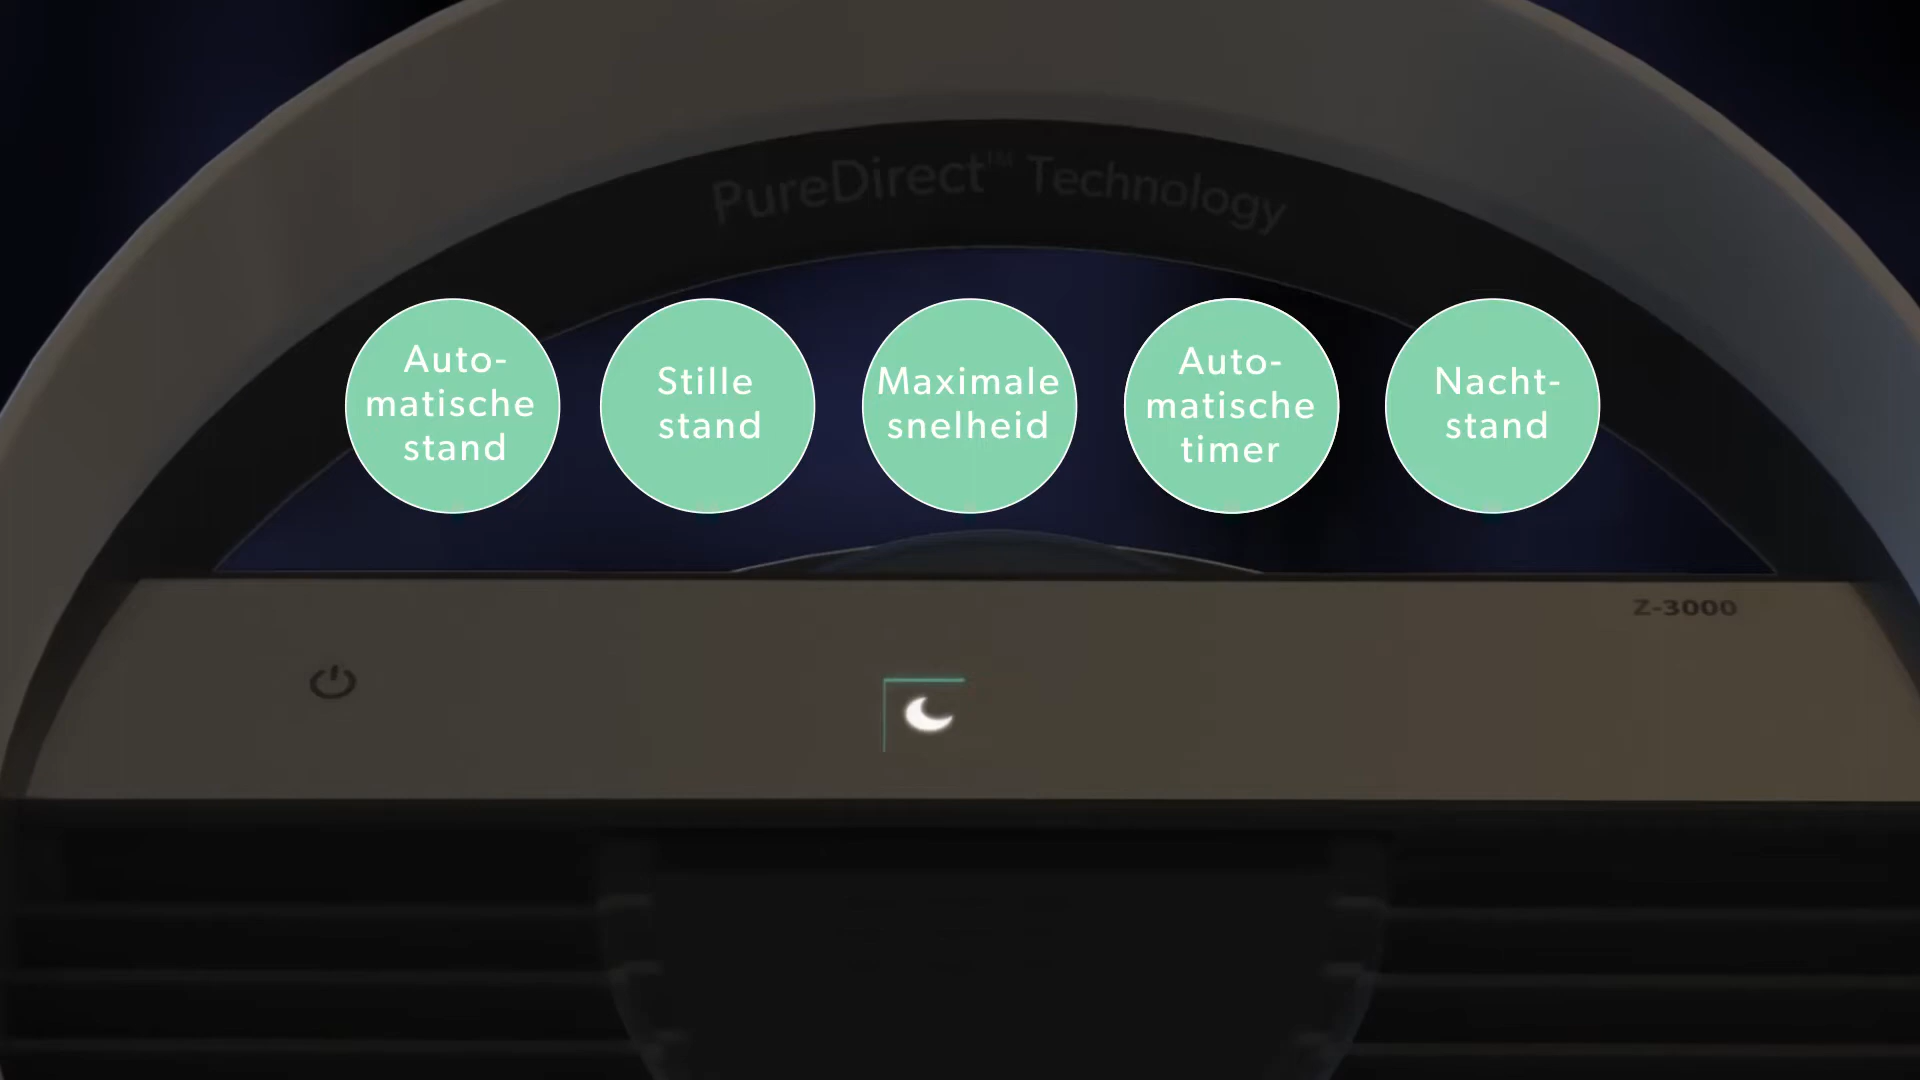 PureDirect™ Technology
Auto-
matische
stand
Stille
stand
Maximale
snelheid
Auto-
matische
timer
Nacht-
stand
Z-3000